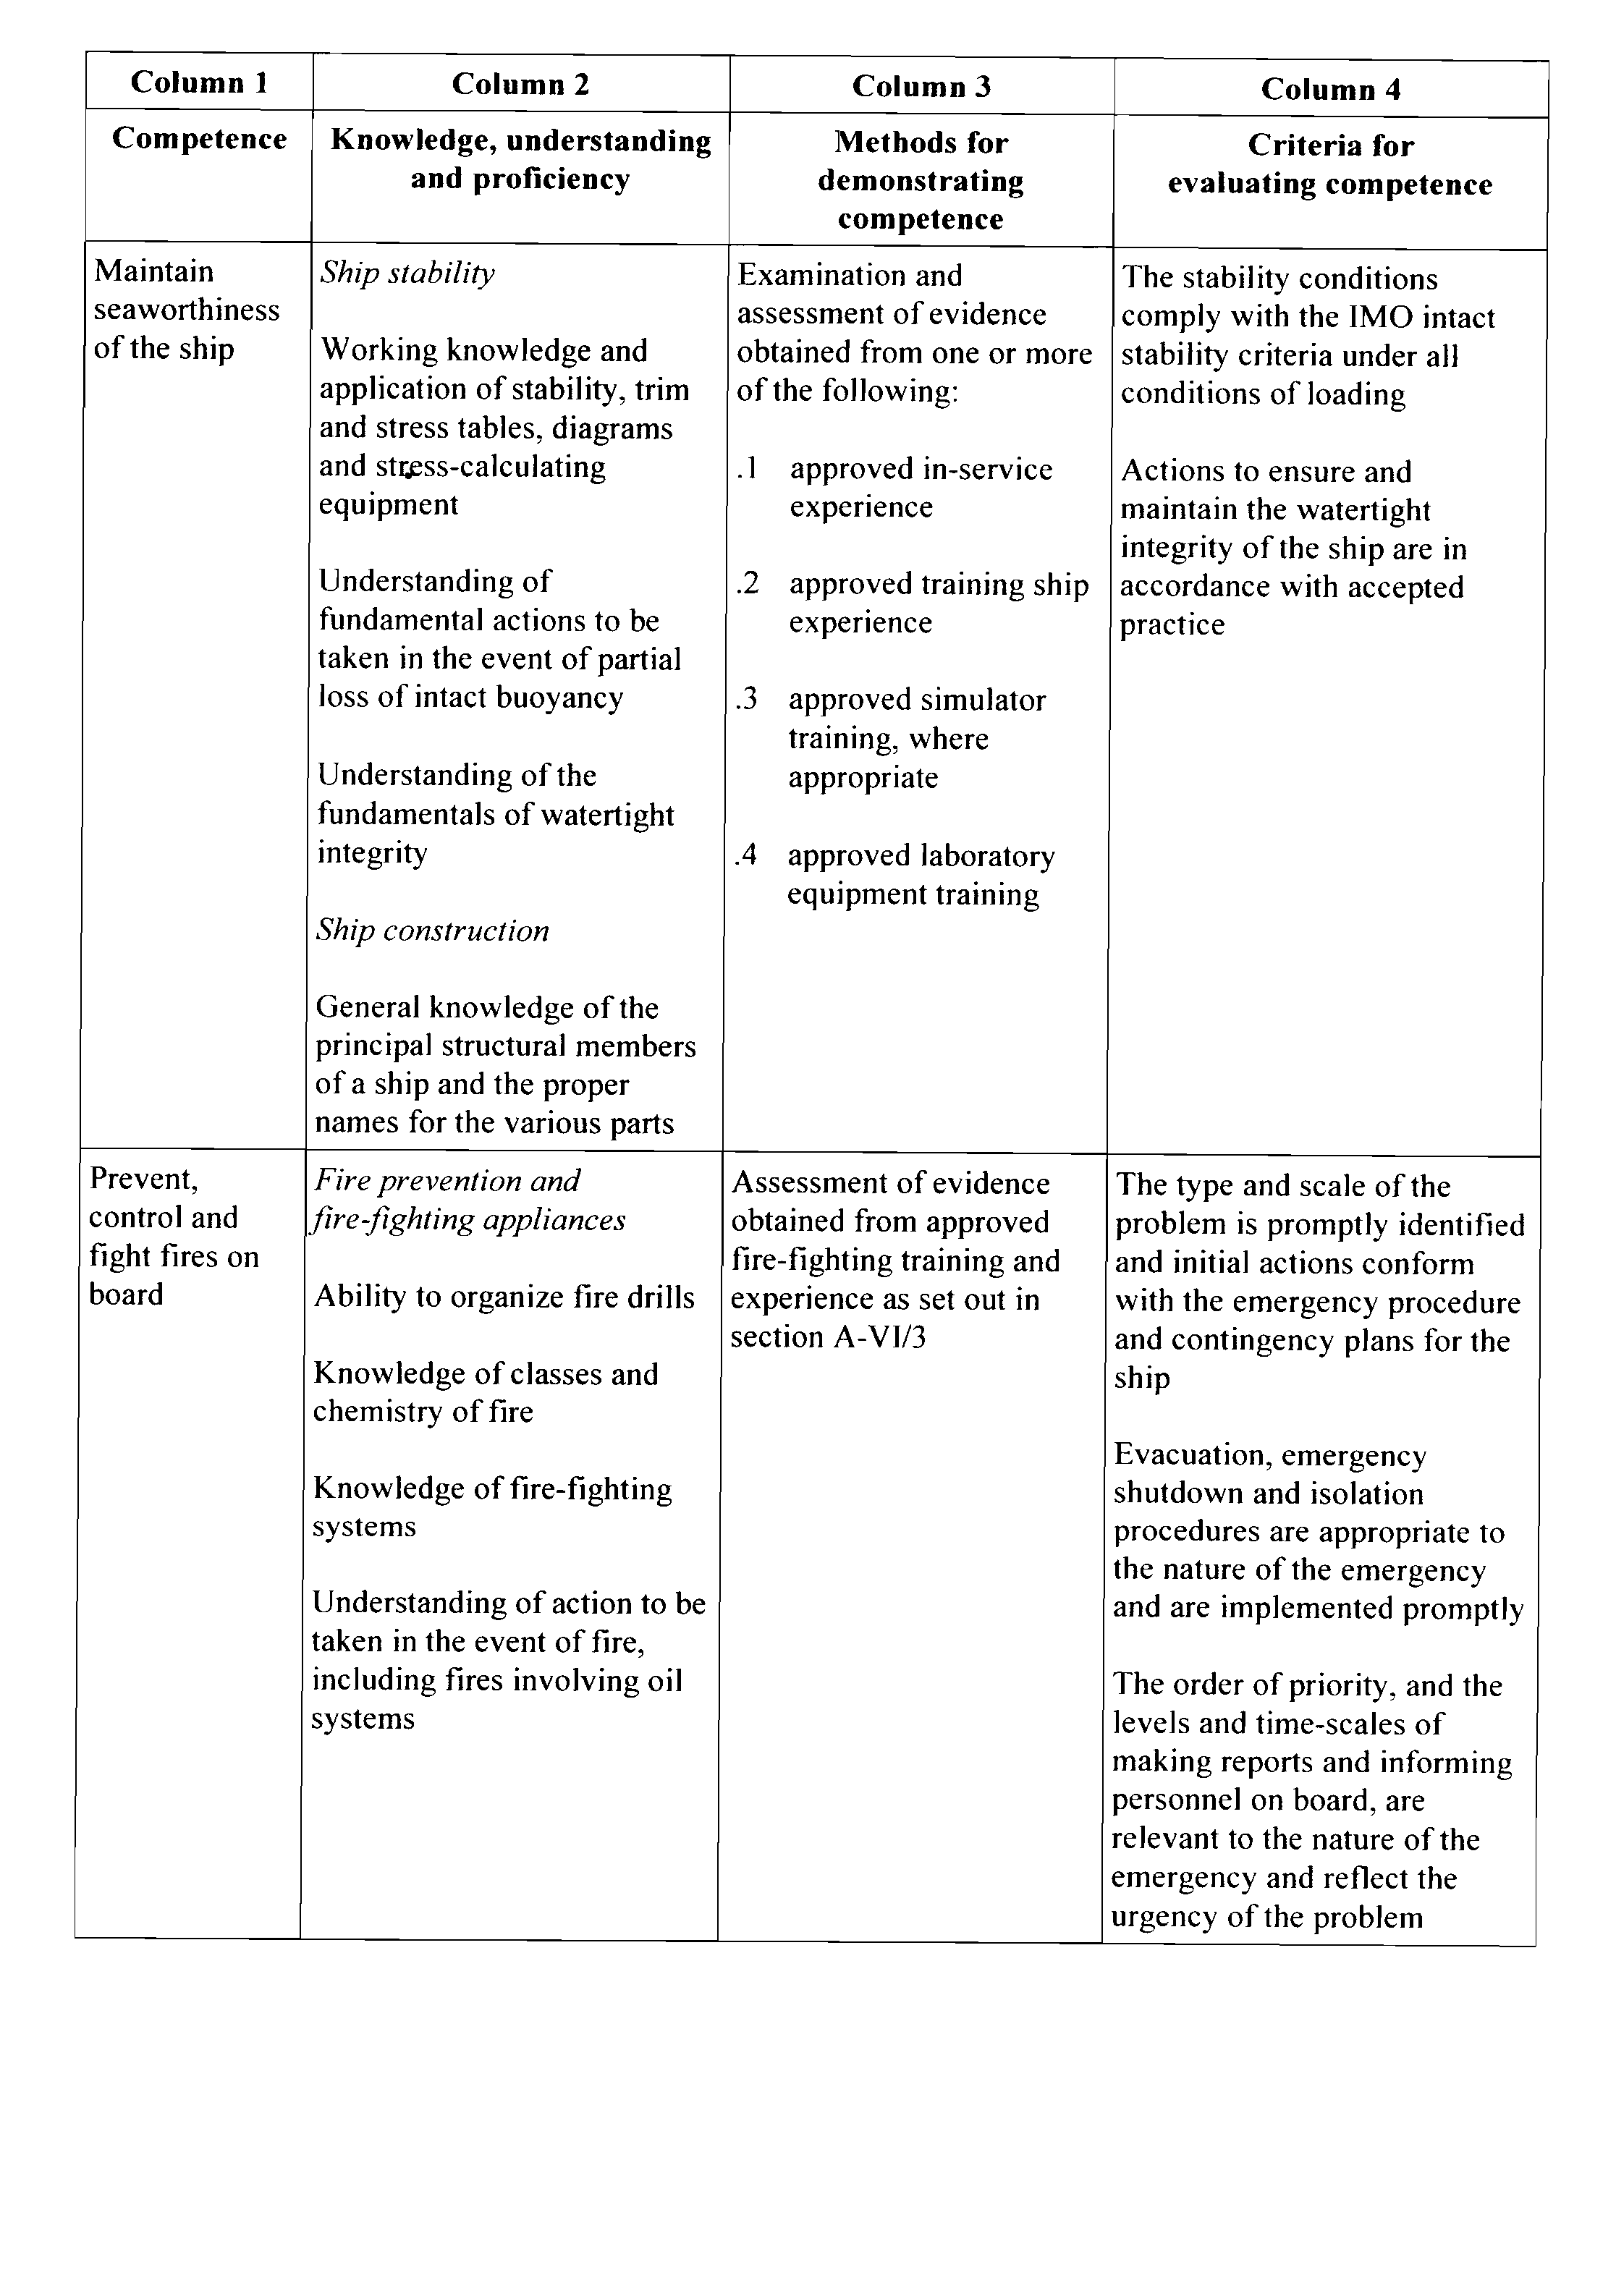 Column 1
Column 2
Column 3
Column 4
Competence
Knowledge, understanding
and proficiency
Methods for
demonstrating
competence
Criteria for
evaluating competence
Maintain
seaworthiness
of the ship
Ship stability
Working knowledge and
application of stability, trim
and stress tables, diagrams
and stress-calculating
equipment
Understanding of
fundamental actions to be
taken in the event of partial
loss of intact buoyancy
Understanding of the
fundamentals of watertight
integrity
Ship construction
General knowledge of the
principal structural members
of a ship and the proper
names for the various parts
Examination and
assessment of evidence
obtained from one or more
of the following:
.1 approved in-service
experience
.2 approved training ship
experience
.3 approved simulator
training, where
appropriate
.4 approved laboratory
equipment training
The stability conditions
comply with the IMO intact
stability criteria under all
conditions of loading
Actions to ensure and
maintain the watertight
integrity of the ship are in
accordance with accepted
practice
Prevent,
control and
fight fires on
board
Fire prevention and
fire-fighting appliances
Ability to organize fire drills
Knowledge of classes and
chemistry of fire
Knowledge of fire-fighting
systems
Understanding of action to be
taken in the event of fire,
including fires involving oil
systems
Assessment of evidence
obtained from approved
fire-fighting training and
experience as set out in
section A-VI/3
The type and scale of the
problem is promptly identified
and initial actions conform
with the emergency procedure
and contingency plans for the
ship
Evacuation, emergency
shutdown and isolation
procedures are appropriate to
the nature of the emergency
and are implemented promptly
The order of priority, and the
levels and time-scales of
making reports and informing
personnel on board, are
relevant to the nature of the
emergency and reflect the
urgency of the problem